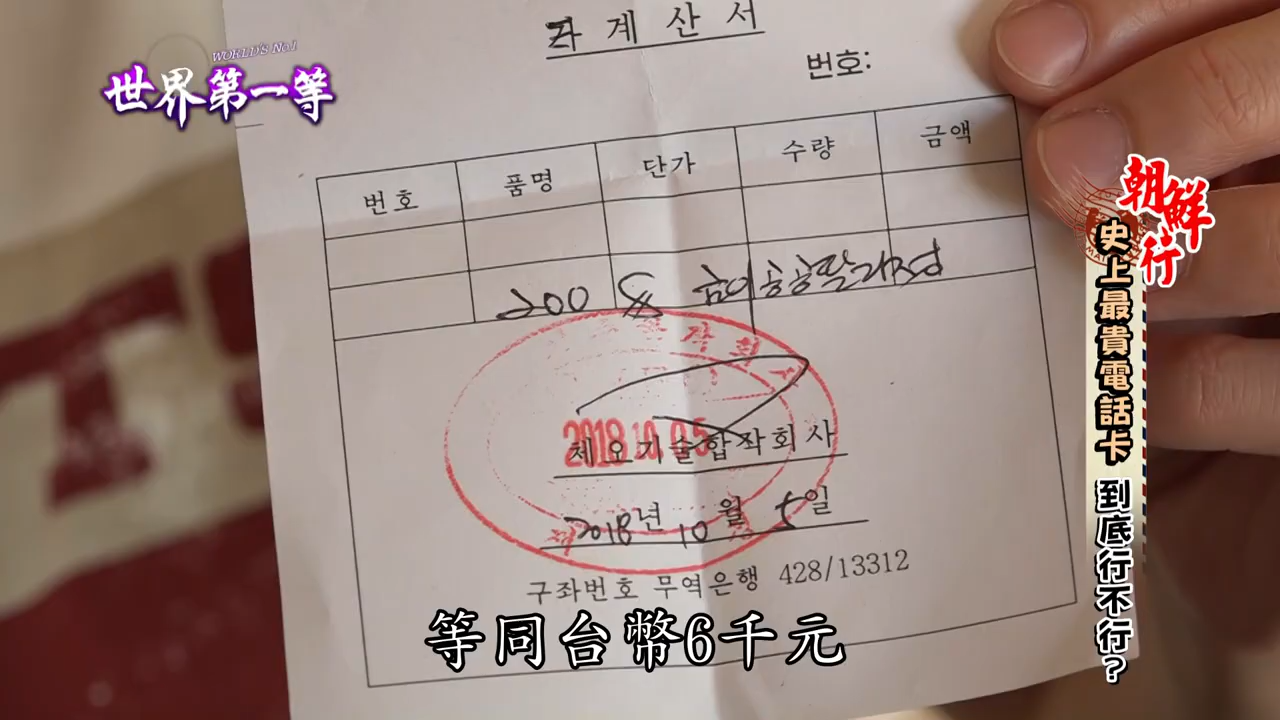 계산서
번호:
WORLD'S No.1
世界第一等
번호 품명 단가 수량 금액
200
2018.10.05
체오기술합좌회사
2018년 10월 5일
구좌번호 무역은행 428/13312
朝鮮行
史上最貴電話卡 到底行不行?
等同台幣6千元